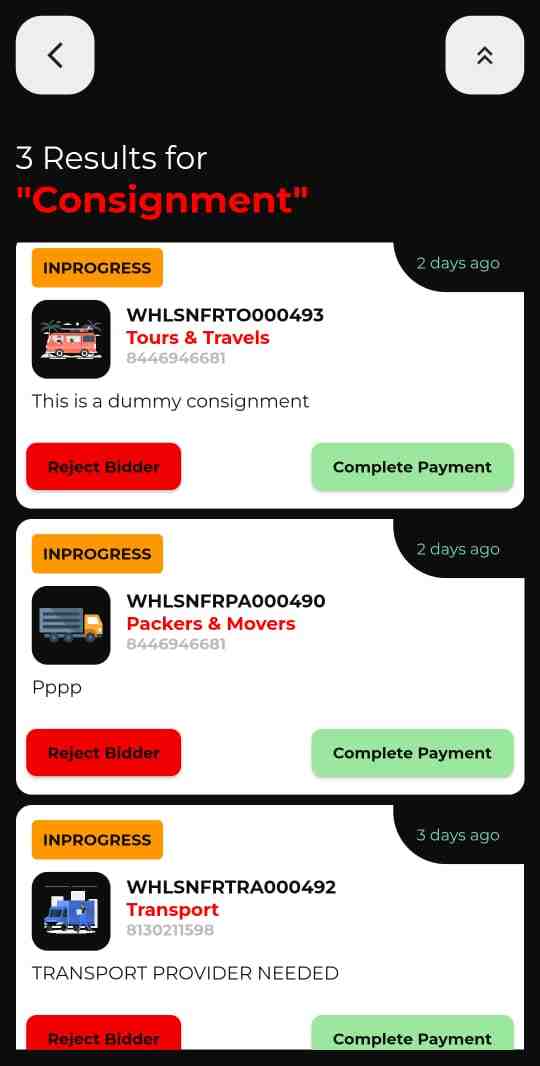 3 Results for
"Consignment"
INPROGRESS
2 days ago
WHLSNFRTO000493
Tours & Travels
8446946681
This is a dummy consignment
Reject Bidder
Complete Payment
INPROGRESS
2 days ago
WHLSNFRPA000490
Packers & Movers
8446946681
Pppp
Reject Bidder
Complete Payment
INPROGRESS
3 days ago
WHLSNFRTRA000492
Transport
8130211598
TRANSPORT PROVIDER NEEDED
Reject Bidder
Complete Payment